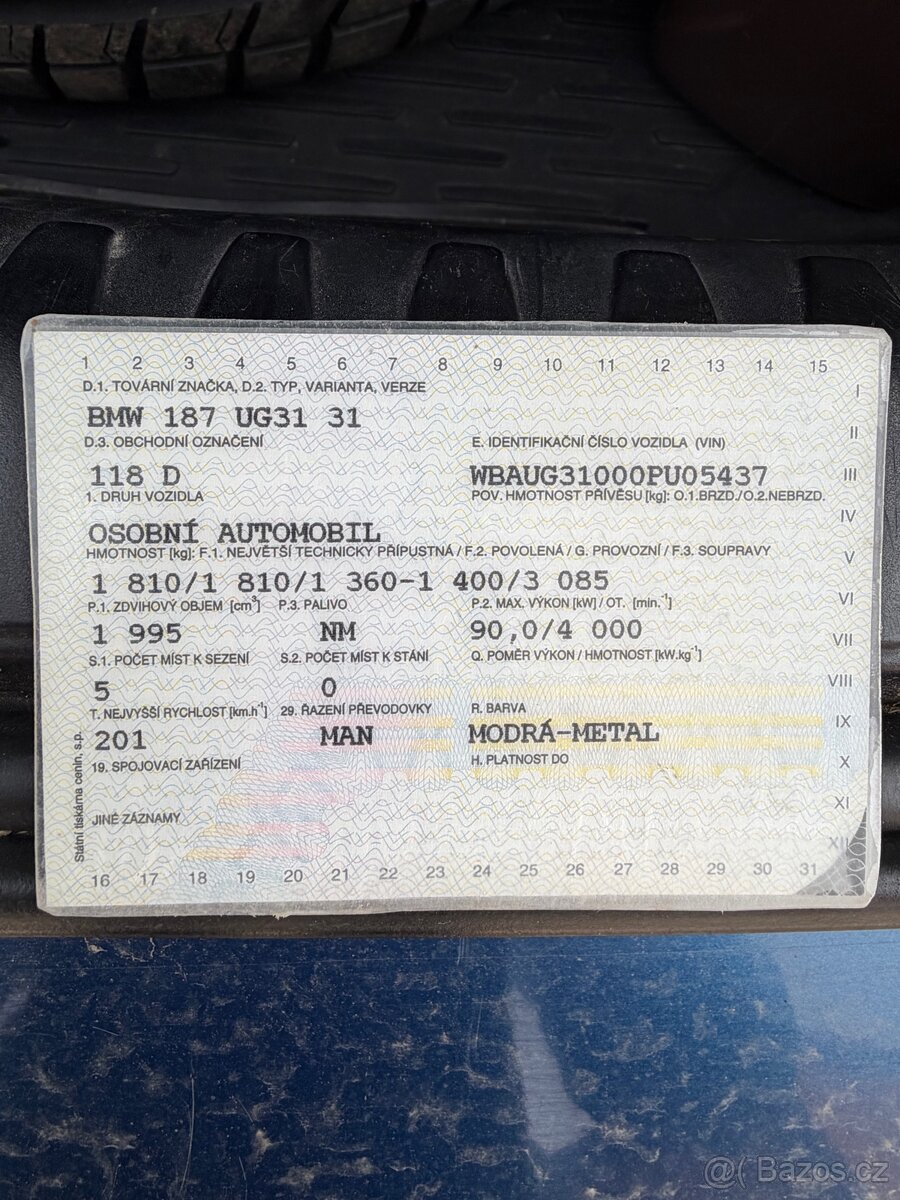 1 2 3 4 5 6 7 8 9 10 11 12 13 14 15
D.1. TOVÁRNÍ ZNAČKA, D.2. TYP, VARIANTA, VERZE
I
BMW 187 UG31 31
II
D.3. OBCHODNÍ OZNAČENÍ E. IDENTIFIKAČNÍ ČÍSLO VOZIDLA (VIN)
118 D WBAUG31000PU05437
III
1. DRUH VOZIDLA POV. HMOTNOST PŘÍVĚSU [kg]: O.1.BRZD./O.2.NEBRZD.
IV
OSOBNÍ AUTOMOBIL
HMOTNOST [kg]: F.1. NEJVĚTŠÍ TECHNICKY PŘÍPUSTNÁ / F.2. POVOLENÁ / G. PROVOZNÍ / F.3. SOUPRAVY
V
1 810/1 810/1 360-1 400/3 085
VI
P.1. ZDVIHOVÝ OBJEM [cm³] P.3. PALIVO P.2. MAX. VÝKON [kW] / OT. [min.⁻¹]
1 995 NM 90,0/4 000
VII
S.1. POČET MÍST K SEZENÍ S.2. POČET MÍST K STÁNÍ Q. POMĚR VÝKON / HMOTNOST [kW.kg⁻¹]
VIII
5 0
T. NEJVYŠŠÍ RYCHLOST [km.h⁻¹] 29. ŘAZENÍ PŘEVODOVKY R. BARVA
IX
201 MAN MODRÁ-METAL
X
19. SPOJOVACÍ ZAŘÍZENÍ H. PLATNOST DO
XI
JINÉ ZÁZNAMY
XII
Státní tiskárna cenin, s.p.
16 17 18 19 20 21 22 23 24 25 26 27 28 29 30 31
@( Bazos.cz